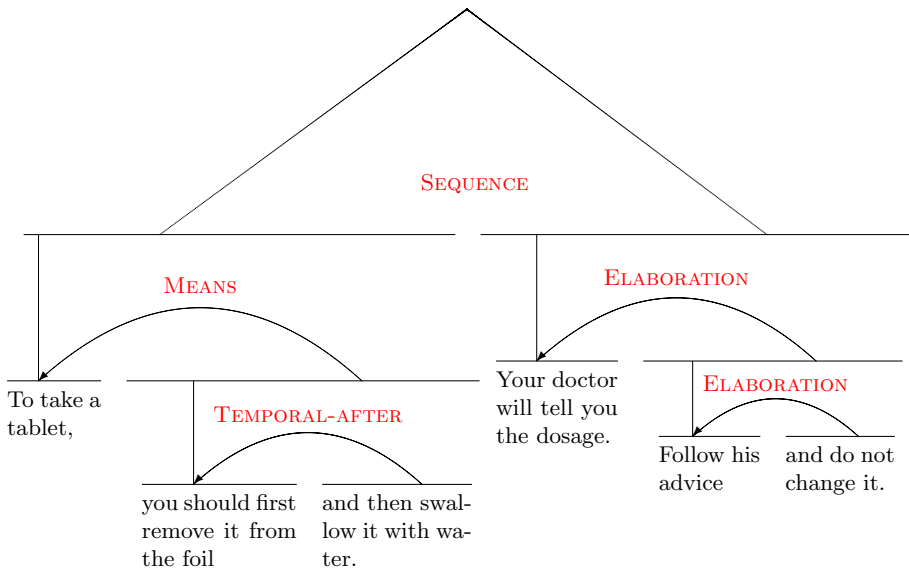 SEQUENCE
MEANS
ELABORATION
To take a
tablet,
TEMPORAL-AFTER
you should first
remove it from
the foil
and then swal-
low it with wa-
ter.
Your doctor
will tell you
the dosage.
ELABORATION
Follow his
advice
and do not
change it.